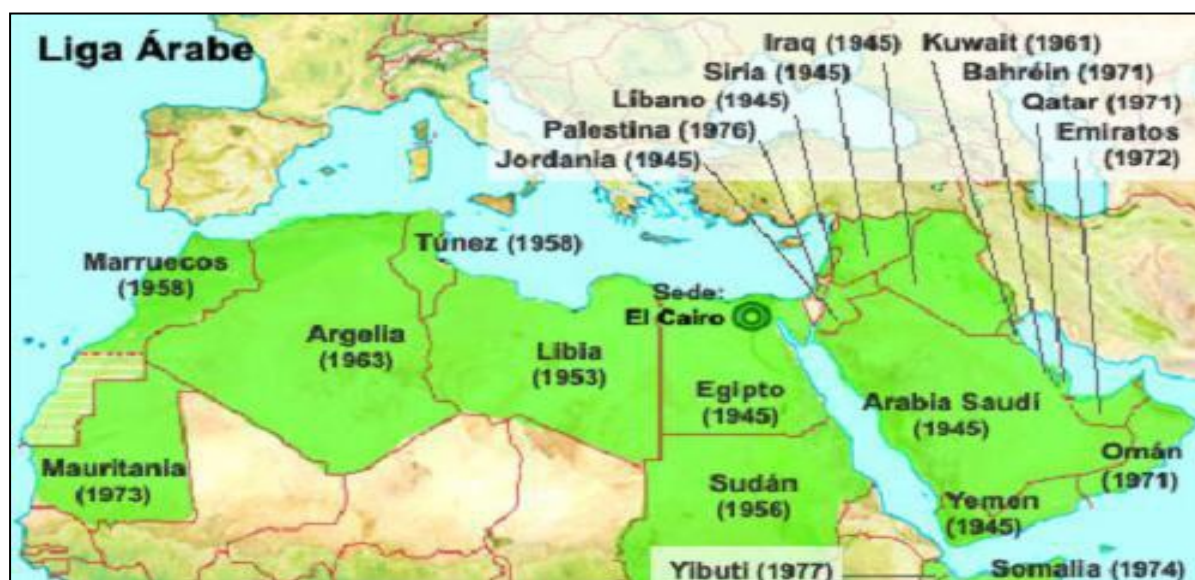 Liga Árabe
Iraq (1945)
Kuwait (1961)
Siria (1945)
Bahréin (1971)
Líbano (1945)
Qatar (1971)
Palestina (1976)
Emiratos
(1972)
Jordania (1945)
Túnez (1958)
Marruecos
(1958)
Sede:
El Cairo
Argelia
(1963)
Libia
(1953)
Egipto
(1945)
Arabia Saudí
(1945)
Mauritania
(1973)
Sudán
(1956)
Omán
(1971)
Yemen
(1945)
Yibuti (1977)
Somalia (1974)